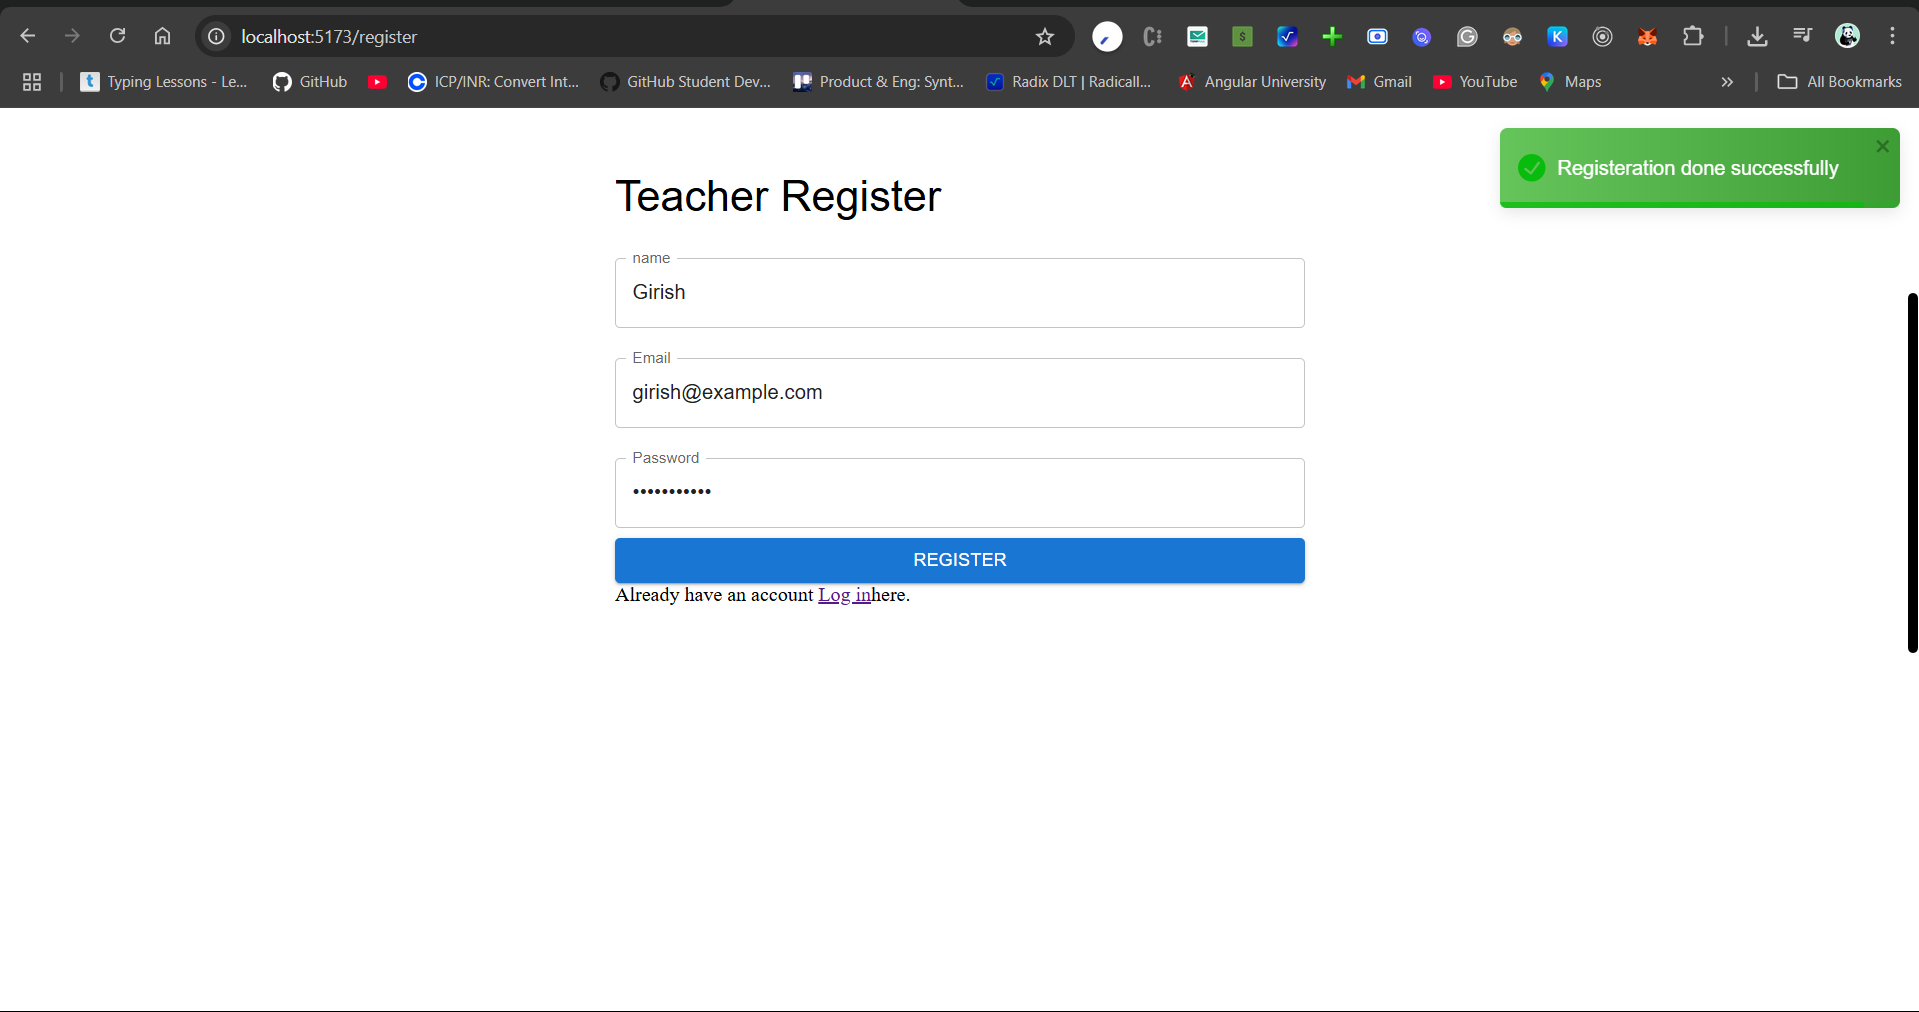 localhost:5173/register
Typing Lessons - Le... GitHub ICP/INR: Convert Int... GitHub Student Dev... Product & Eng: Synt... Radix DLT | Radicall... Angular University Gmail YouTube Maps » All Bookmarks
Registeration done successfully
Teacher Register
name
Girish
Email
girish@example.com
Password
•••••••••••
REGISTER
Already have an account Log inhere.